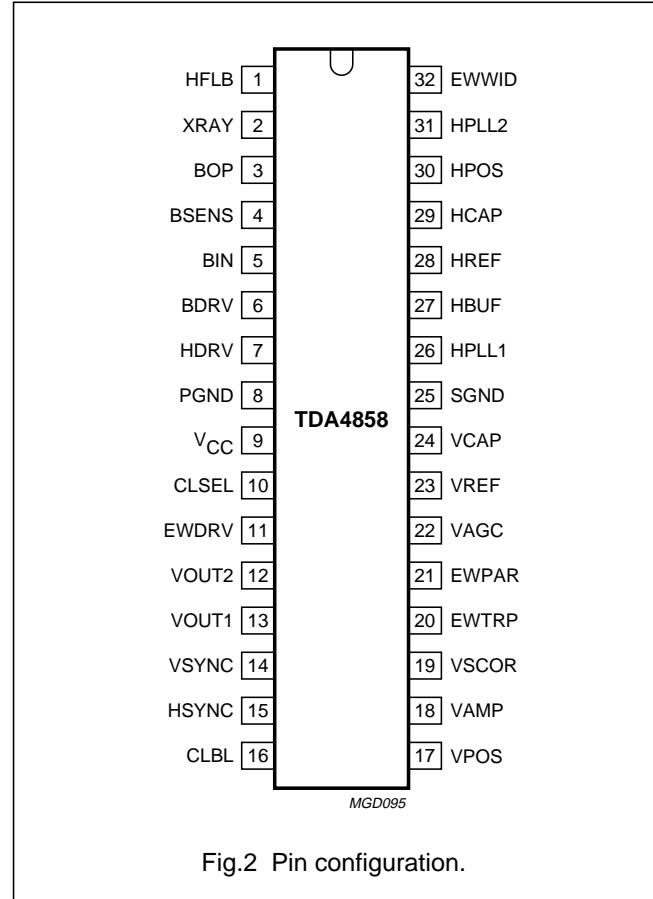 HFLB 1
XRAY 2
BOP 3
BSENS 4
BIN 5
BDRV 6
HDRV 7
PGND 8
VCC 9
CLSEL 10
EWDRV 11
VOUT2 12
VOUT1 13
VSYNC 14
HSYNC 15
CLBL 16
TDA4858
32 EWWID
31 HPLL2
30 HPOS
29 HCAP
28 HREF
27 HBUF
26 HPLL1
25 SGND
24 VCAP
23 VREF
22 VAGC
21 EWPAR
20 EWTRP
19 VSCOR
18 VAMP
17 VPOS
MGD095
Fig.2 Pin configuration.